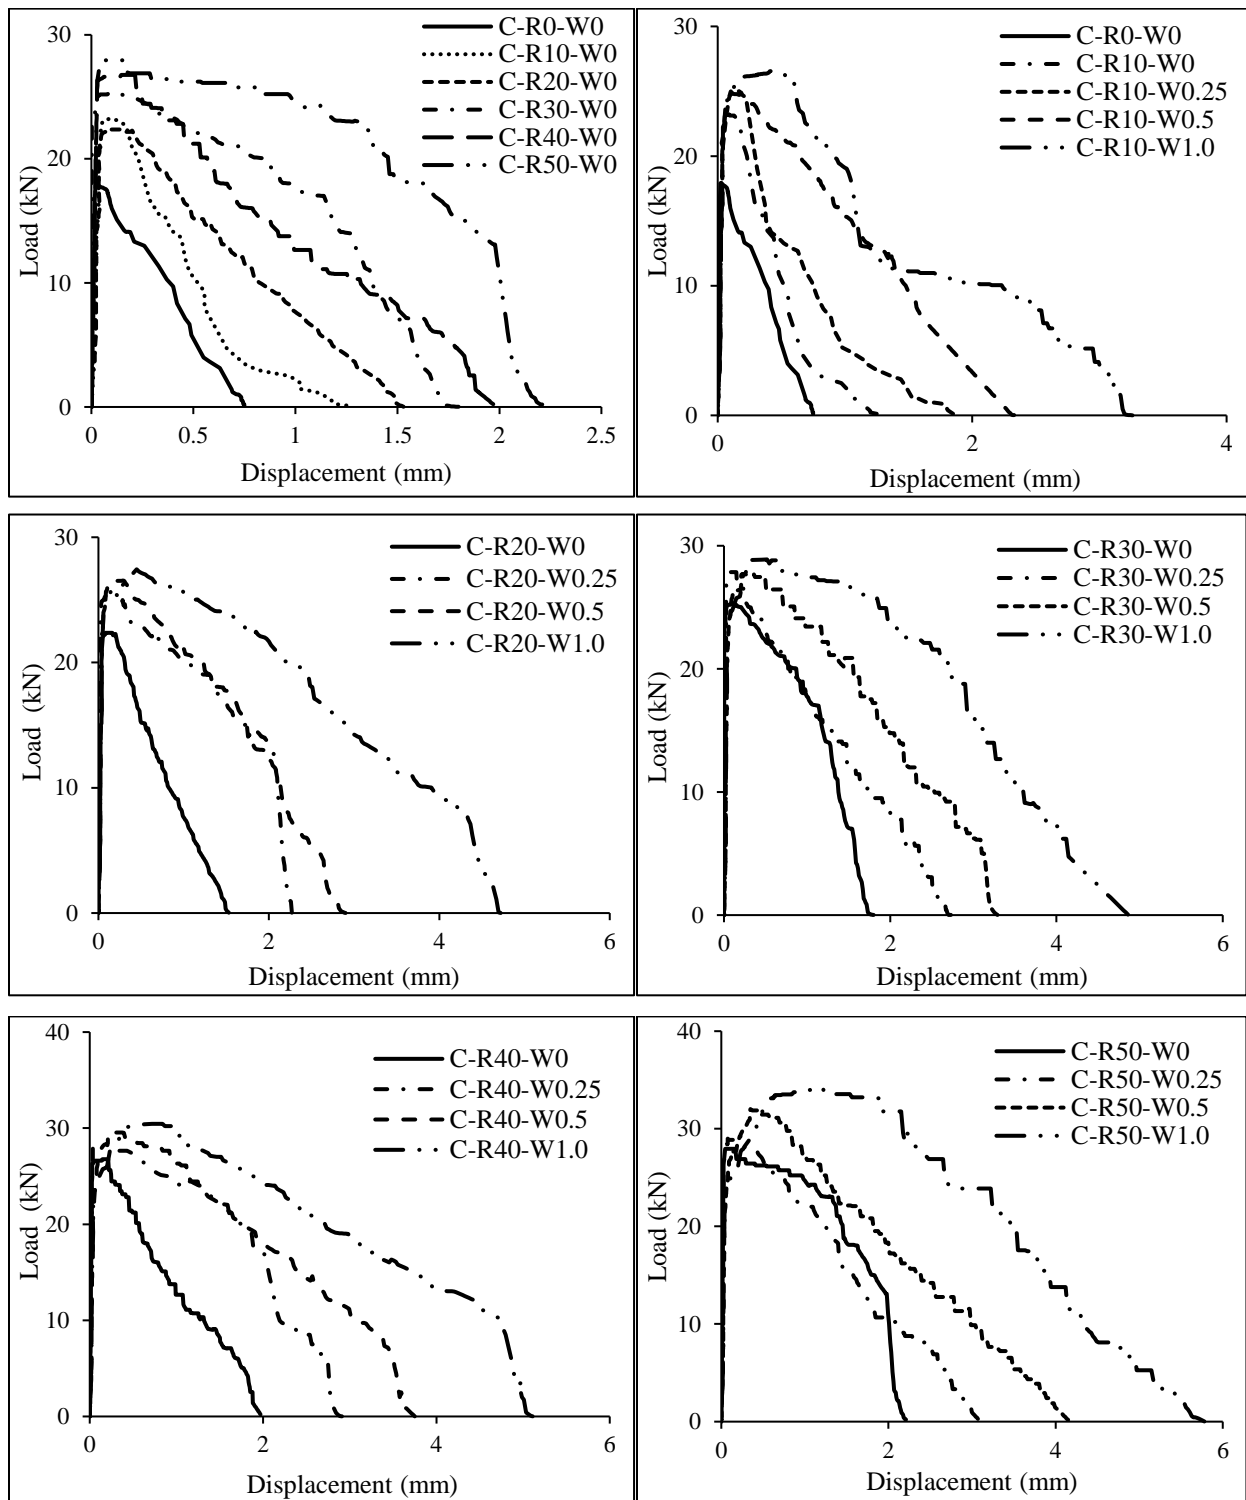 30
20
10
0
Load (kN)
0
0.5
1
1.5
2
2.5
Displacement (mm)
C-R0-W0
C-R10-W0
C-R20-W0
C-R30-W0
C-R40-W0
C-R50-W0
30
20
10
0
Load (kN)
0
2
4
Displacement (mm)
C-R0-W0
C-R10-W0
C-R10-W0.25
C-R10-W0.5
C-R10-W1.0
30
20
10
0
Load (kN)
0
2
4
6
Displacement (mm)
C-R20-W0
C-R20-W0.25
C-R20-W0.5
C-R20-W1.0
30
20
10
0
Load (kN)
0
2
4
6
Displacement (mm)
C-R30-W0
C-R30-W0.25
C-R30-W0.5
C-R30-W1.0
40
30
20
10
0
Load (kN)
0
2
4
6
Displacement (mm)
C-R40-W0
C-R40-W0.25
C-R40-W0.5
C-R40-W1.0
40
30
20
10
0
Load (kN)
0
2
4
6
Displacement (mm)
C-R50-W0
C-R50-W0.25
C-R50-W0.5
C-R50-W1.0